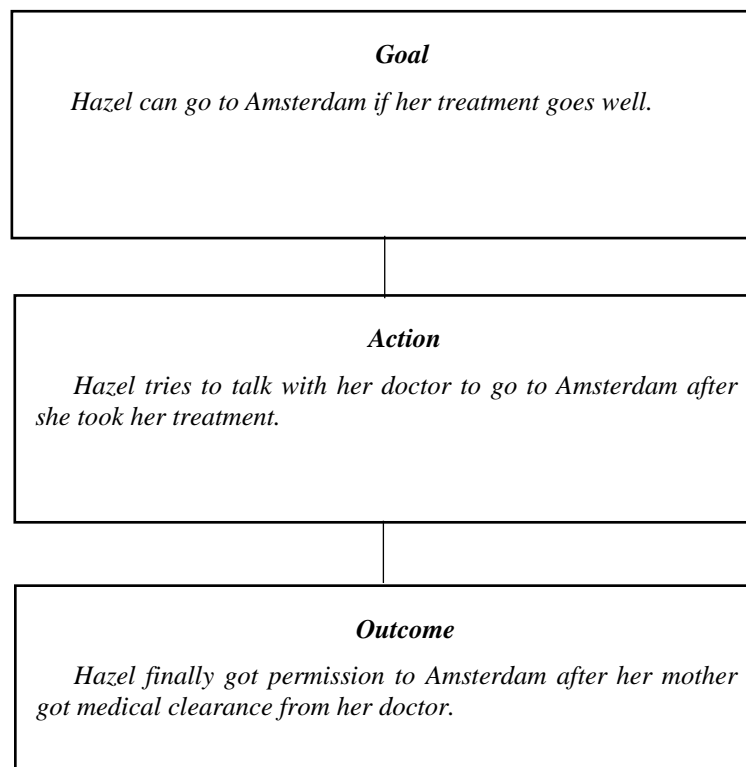 Goal
Hazel can go to Amsterdam if her treatment goes well.
Action
Hazel tries to talk with her doctor to go to Amsterdam after
she took her treatment.
Outcome
Hazel finally got permission to Amsterdam after her mother
got medical clearance from her doctor.